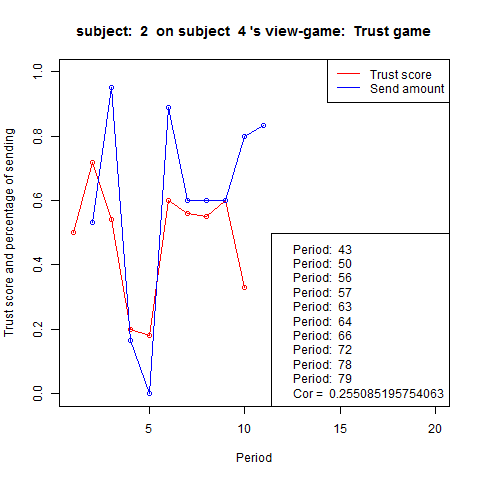 subject: 2 on subject 4 's view-game: Trust game
Trust score
Send amount
Trust score and percentage of sending
1.0
0.8
0.6
0.4
0.2
0.0
Period: 43
Period: 50
Period: 56
Period: 57
Period: 63
Period: 64
Period: 66
Period: 72
Period: 78
Period: 79
Cor = 0.255085195754063
5
10
15
20
Period